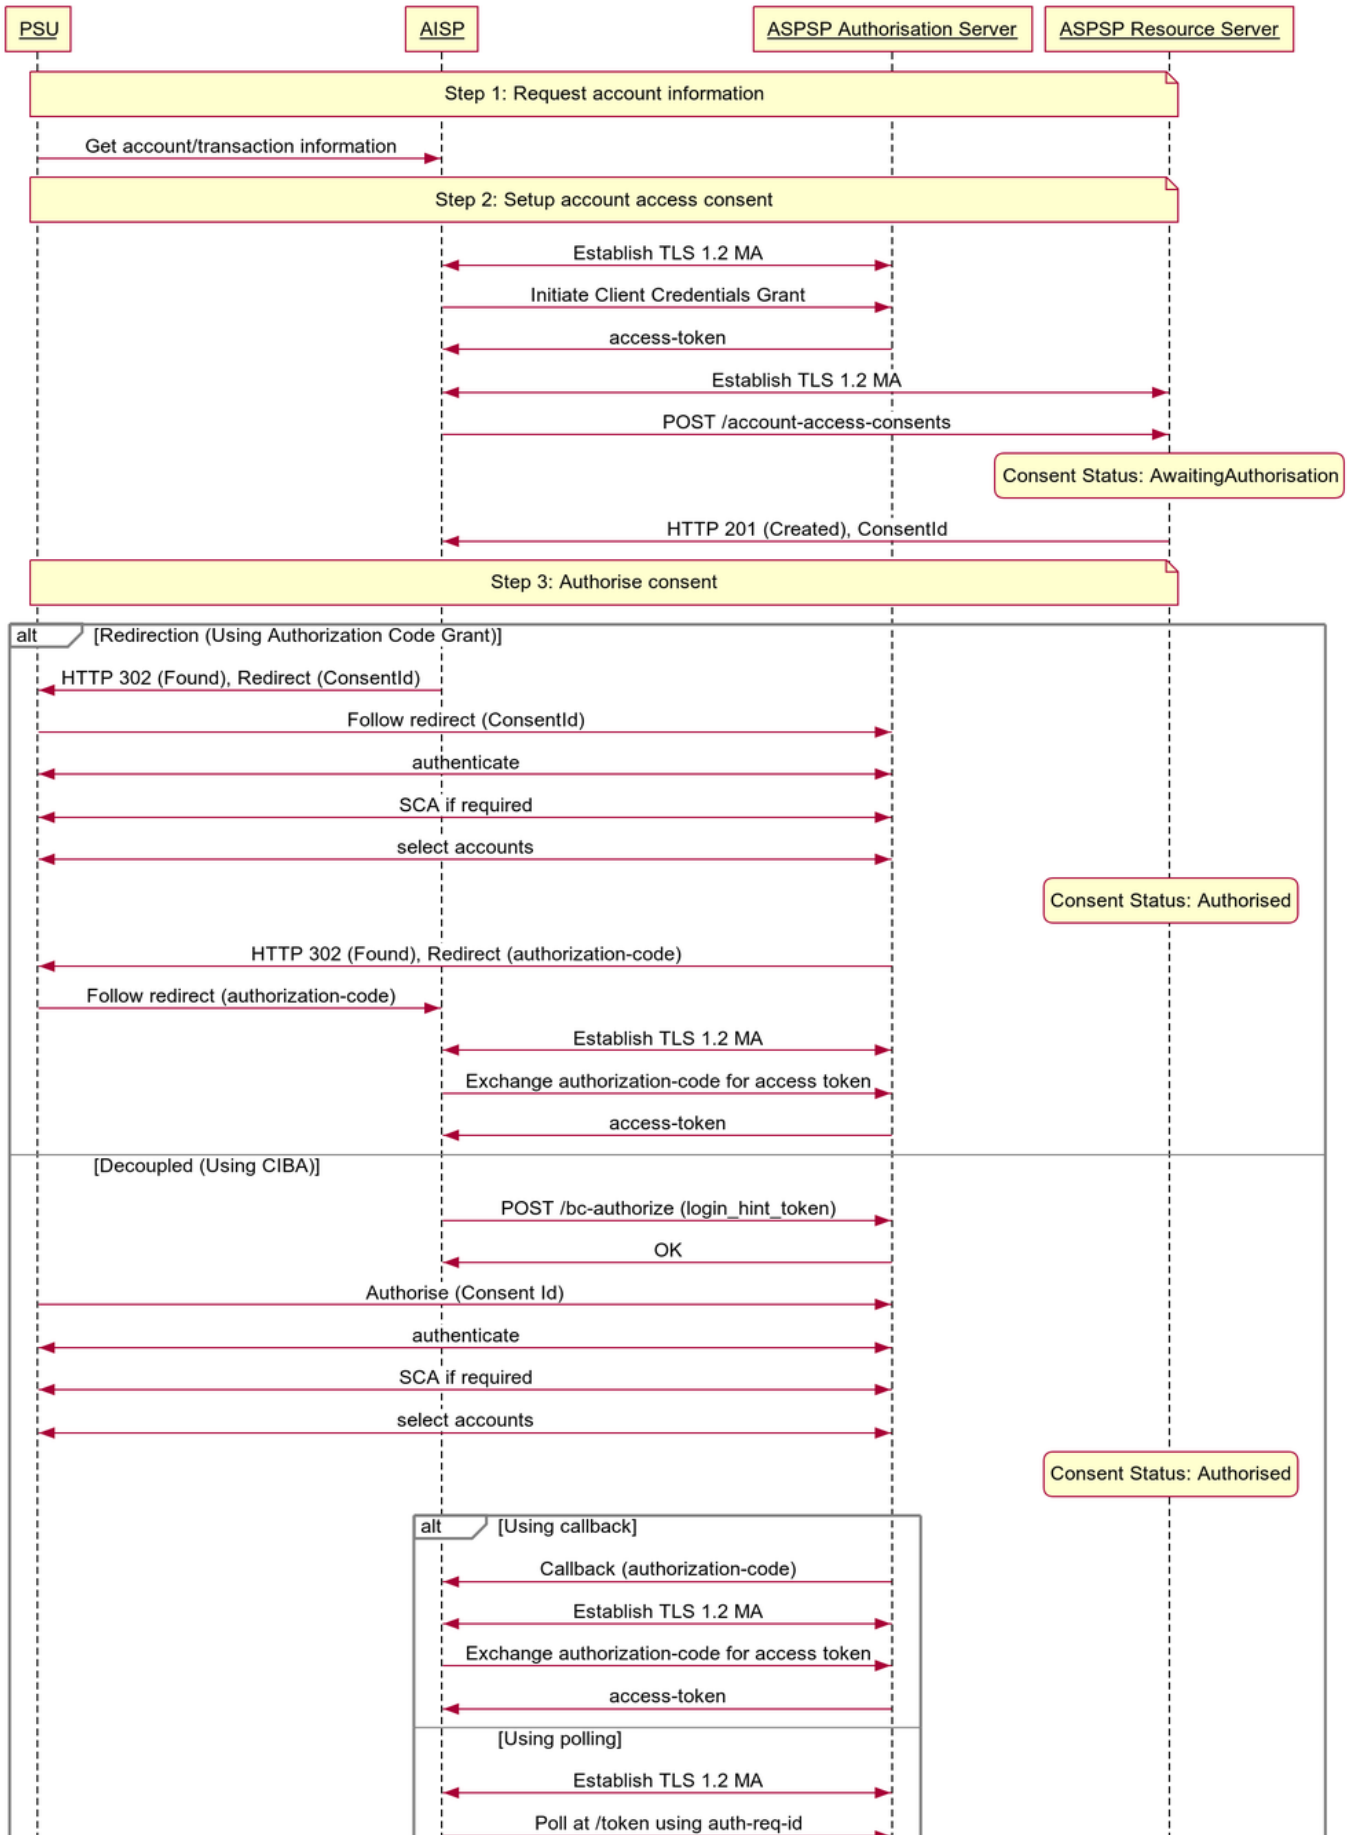 PSU
AISP
ASPSP Authorisation Server
ASPSP Resource Server
Step 1: Request account information
Get account/transaction information
Step 2: Setup account access consent
Establish TLS 1.2 MA
Initiate Client Credentials Grant
access-token
Establish TLS 1.2 MA
POST /account-access-consents
Consent Status: AwaitingAuthorisation
HTTP 201 (Created), ConsentId
Step 3: Authorise consent
alt
[Redirection (Using Authorization Code Grant)]
HTTP 302 (Found), Redirect (ConsentId)
Follow redirect (ConsentId)
authenticate
SCA if required
select accounts
Consent Status: Authorised
HTTP 302 (Found), Redirect (authorization-code)
Follow redirect (authorization-code)
Establish TLS 1.2 MA
Exchange authorization-code for access token
access-token
[Decoupled (Using CIBA)]
POST /bc-authorize (login_hint_token)
OK
Authorise (Consent Id)
authenticate
SCA if required
select accounts
Consent Status: Authorised
alt
[Using callback]
Callback (authorization-code)
Establish TLS 1.2 MA
Exchange authorization-code for access token
access-token
[Using polling]
Establish TLS 1.2 MA
Poll at /token using auth-req-id